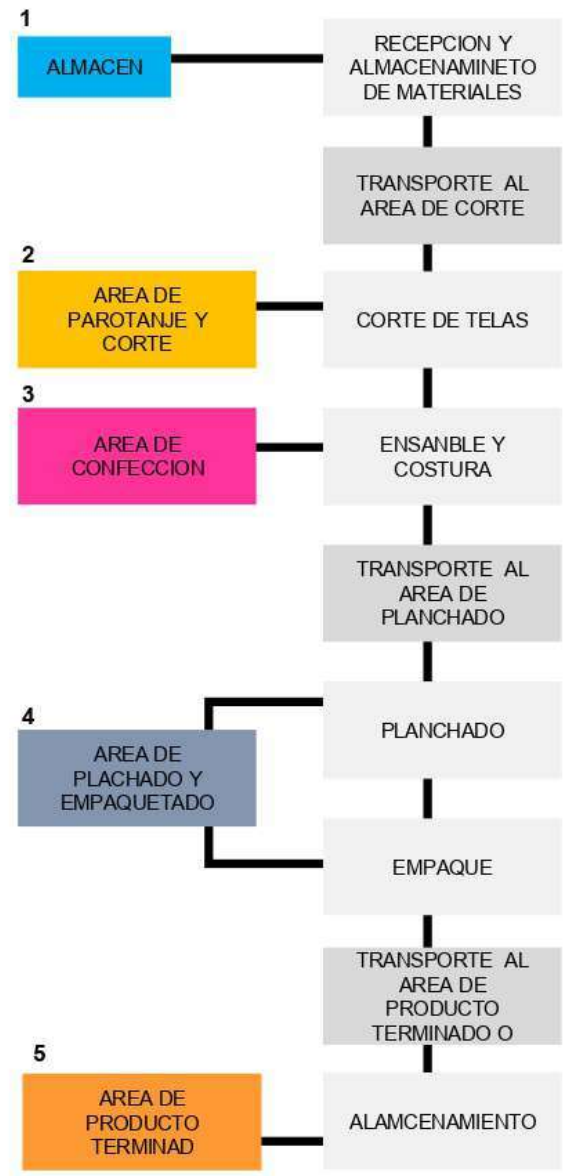 1
ALMACEN
RECEPCION Y
ALMACENAMINETO
DE MATERIALES
TRANSPORTE AL
AREA DE CORTE
2
AREA DE
PAROTANJE Y
CORTE
CORTE DE TELAS
3
AREA DE
CONFECCION
ENSANBLE Y
COSTURA
TRANSPORTE AL
AREA DE
PLANCHADO
4
AREA DE
PLACHADO Y
EMPAQUETADO
PLANCHADO
EMPAQUE
TRANSPORTE AL
AREA DE
PRODUCTO
TERMINADO O
5
AREA DE
PRODUCTO
TERMINAD
ALAMCENAMIENTO